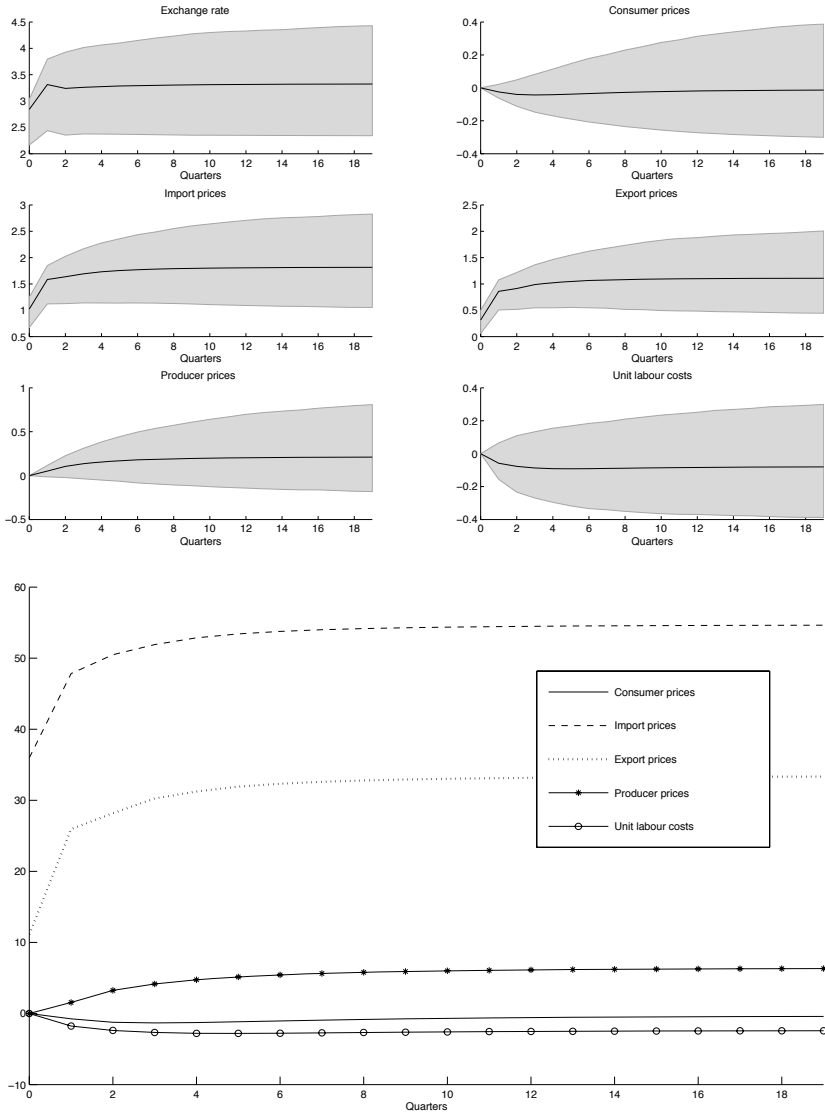 Exchange rate
4.5
4
3.5
3
2.5
2
0 2 4 6 8 10 12 14 16 18
Quarters
Consumer prices
0.4
0.2
0
−0.2
−0.4
0 2 4 6 8 10 12 14 16 18
Quarters
Import prices
3
2.5
2
1.5
1
0.5
0 2 4 6 8 10 12 14 16 18
Quarters
Export prices
2.5
2
1.5
1
0.5
0
0 2 4 6 8 10 12 14 16 18
Quarters
Producer prices
1
0.5
0
−0.5
0 2 4 6 8 10 12 14 16 18
Quarters
Unit labour costs
0.4
0.2
0
−0.2
−0.4
0 2 4 6 8 10 12 14 16 18
Quarters
60
50
40
30
20
10
0
−10
Consumer prices
Import prices
Export prices
Producer prices
Unit labour costs
0 2 4 6 8 10 12 14 16 18
Quarters